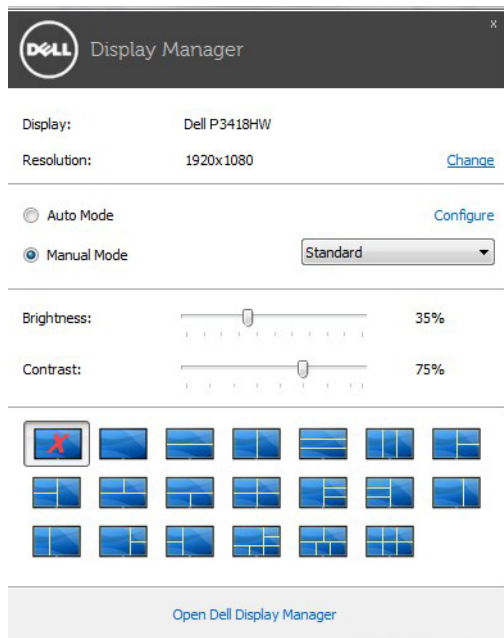 x
DELL Display Manager
Display: Dell P3418HW
Resolution: 1920x1080 Change
Auto Mode Configure
Manual Mode Standard
Brightness: 35%
Contrast: 75%
X
Open Dell Display Manager